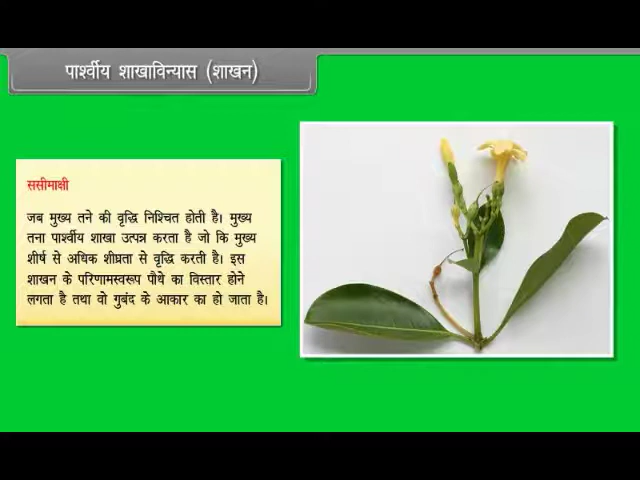 पार्श्वीय शाखाविन्यास (शाखन)
ससीमाक्षी
जब मुख्य तने की वृद्धि निश्चित होती है। मुख्य
तना पार्श्वीय शाखा उत्पन्न करता है जो कि मुख्य
शीर्ष से अधिक शीघ्रता से वृद्धि करती है। इस
शाखन के परिणामस्वरूप पौधे का विस्तार होने
लगता है तथा वो गुबंद के आकार का हो जाता है।